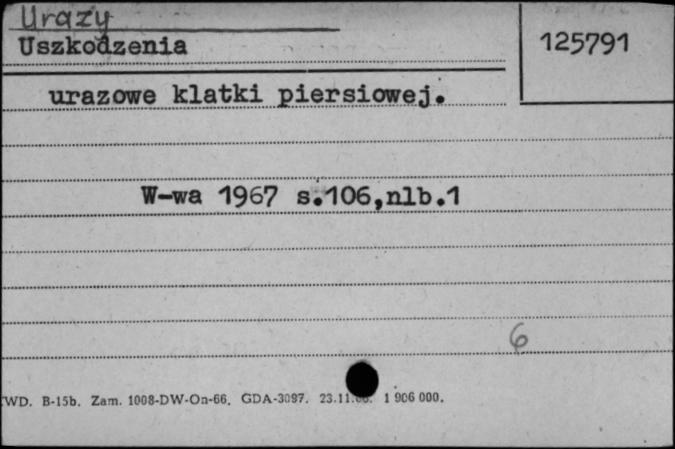 Urazy
Uszkodzenia
125791
urazowe klatki piersiowej.
W-wa 1967 s.106,nlb.1
6
WD. B-15b. Zam. 1008-DW-On-66. GDA-3097. 1 906 000.